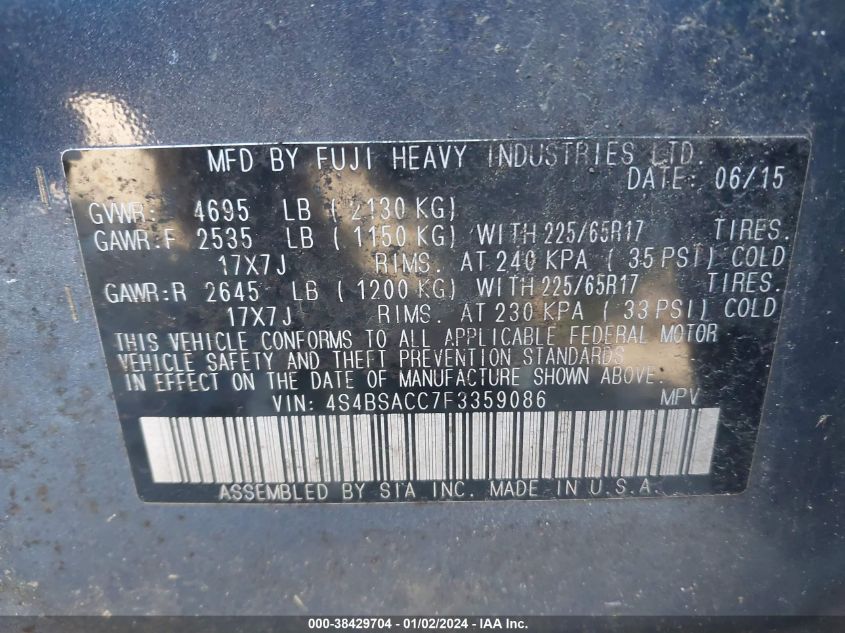 MFD BY FUJI HEAVY INDUSTRIES LTD.
DATE: 06/15
GVWR: 4695 LB ( 2130 KG)
GAWR:F 2535 LB ( 1150 KG) WITH 225/65R17 TIRES.
17X7J RIMS. AT 240 KPA ( 35 PSI) COLD
GAWR:R 2645 LB ( 1200 KG) WITH 225/65R17 TIRES.
17X7J RIMS. AT 230 KPA ( 33 PSI) COLD
THIS VEHICLE CONFORMS TO ALL APPLICABLE FEDERAL MOTOR
VEHICLE SAFETY AND THEFT PREVENTION STANDARDS
IN EFFECT ON THE DATE OF MANUFACTURE SHOWN ABOVE.
VIN: 4S4BSACC7F3359086 MPV
ASSEMBLED BY SIA INC. MADE IN U.S.A.
000-38429704 - 01/02/2024 - IAA Inc.